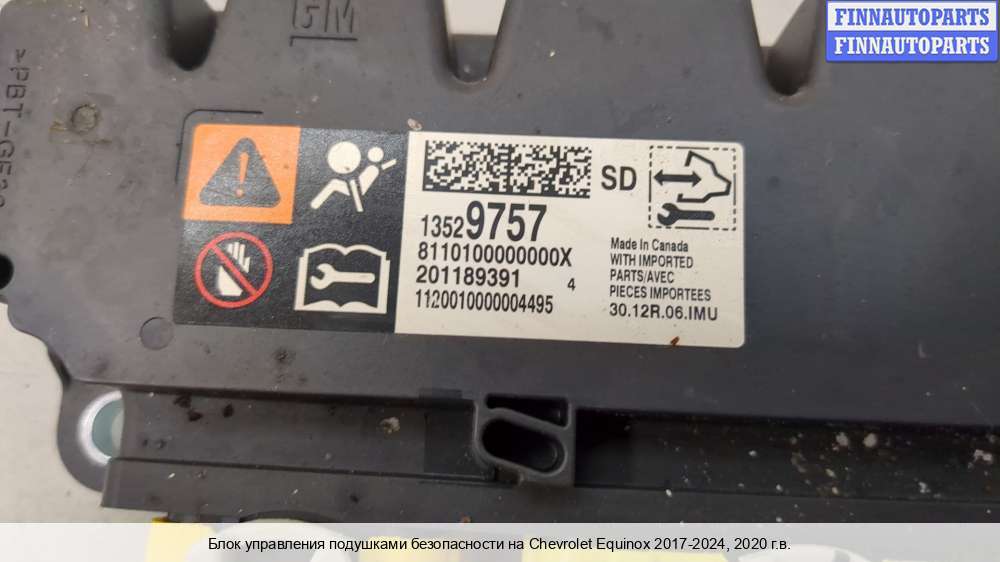 FINNAUTOPARTS
FINNAUTOPARTS
GM
SD
13529757
8110100000000X
201189391 4
1120010000004495
Made In Canada
WITH IMPORTED
PARTS/AVEC
PIECES IMPORTEES
30.12R.06.IMU
Блок управления подушками безопасности на Chevrolet Equinox 2017-2024, 2020 г.в.